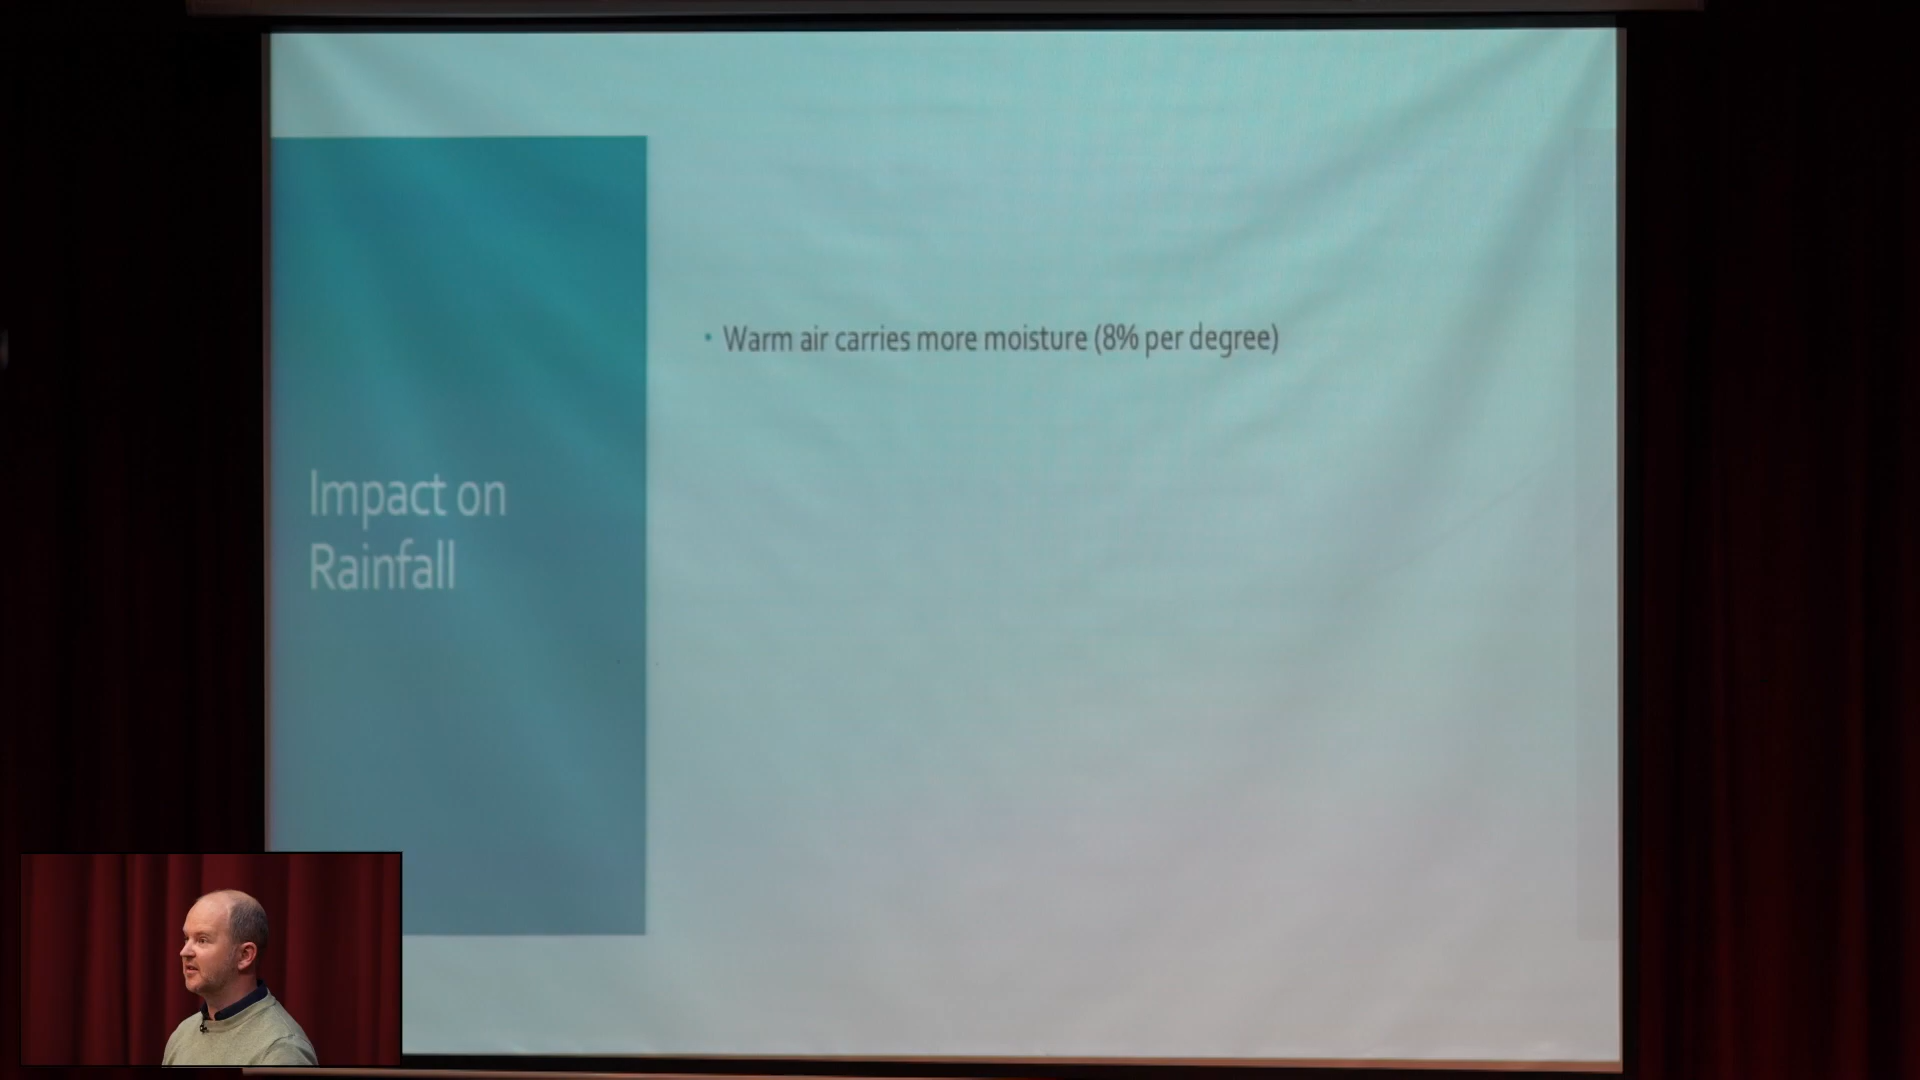 Impact on
Rainfall
• Warm air carries more moisture (8% per degree)